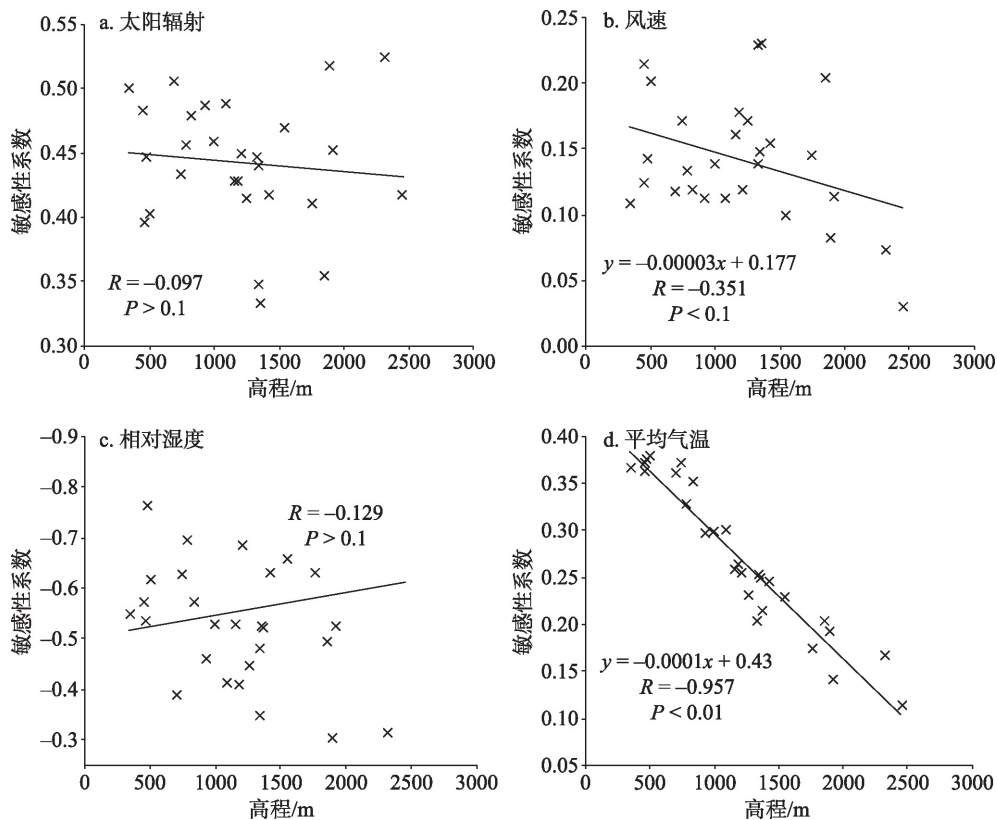 a. 太阳辐射
敏感性系数
0.55
0.50
0.45
0.40
0.35
0.30
R = –0.097
P > 0.1
0 500 1000 1500 2000 2500 3000
高程/m
b. 风速
敏感性系数
0.25
0.20
0.15
0.10
0.05
0.00
y = –0.00003x + 0.177
R = –0.351
P < 0.1
0 500 1000 1500 2000 2500 3000
高程/m
c. 相对湿度
敏感性系数
–0.9
–0.8
–0.7
–0.6
–0.5
–0.4
–0.3
R = –0.129
P > 0.1
0 500 1000 1500 2000 2500 3000
高程/m
d. 平均气温
敏感性系数
0.40
0.35
0.30
0.25
0.20
0.15
0.10
0.05
y = –0.0001x + 0.43
R = –0.957
P < 0.01
0 500 1000 1500 2000 2500 3000
高程/m